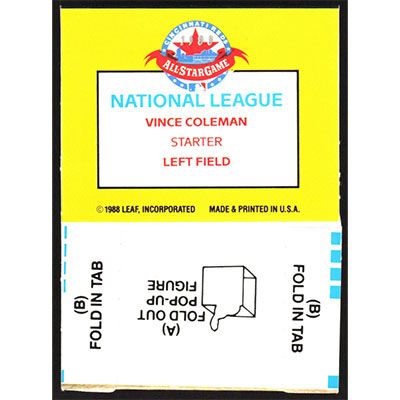 CINCINNATI REDS
1988
ALL STAR GAME
NATIONAL LEAGUE
VINCE COLEMAN
STARTER
LEFT FIELD
© 1988 LEAF, INCORPORATED MADE & PRINTED IN U.S.A.
(B)
FOLD IN TAB
(A)
FOLD OUT
POP-UP
FIGURE
(B)
FOLD IN TAB